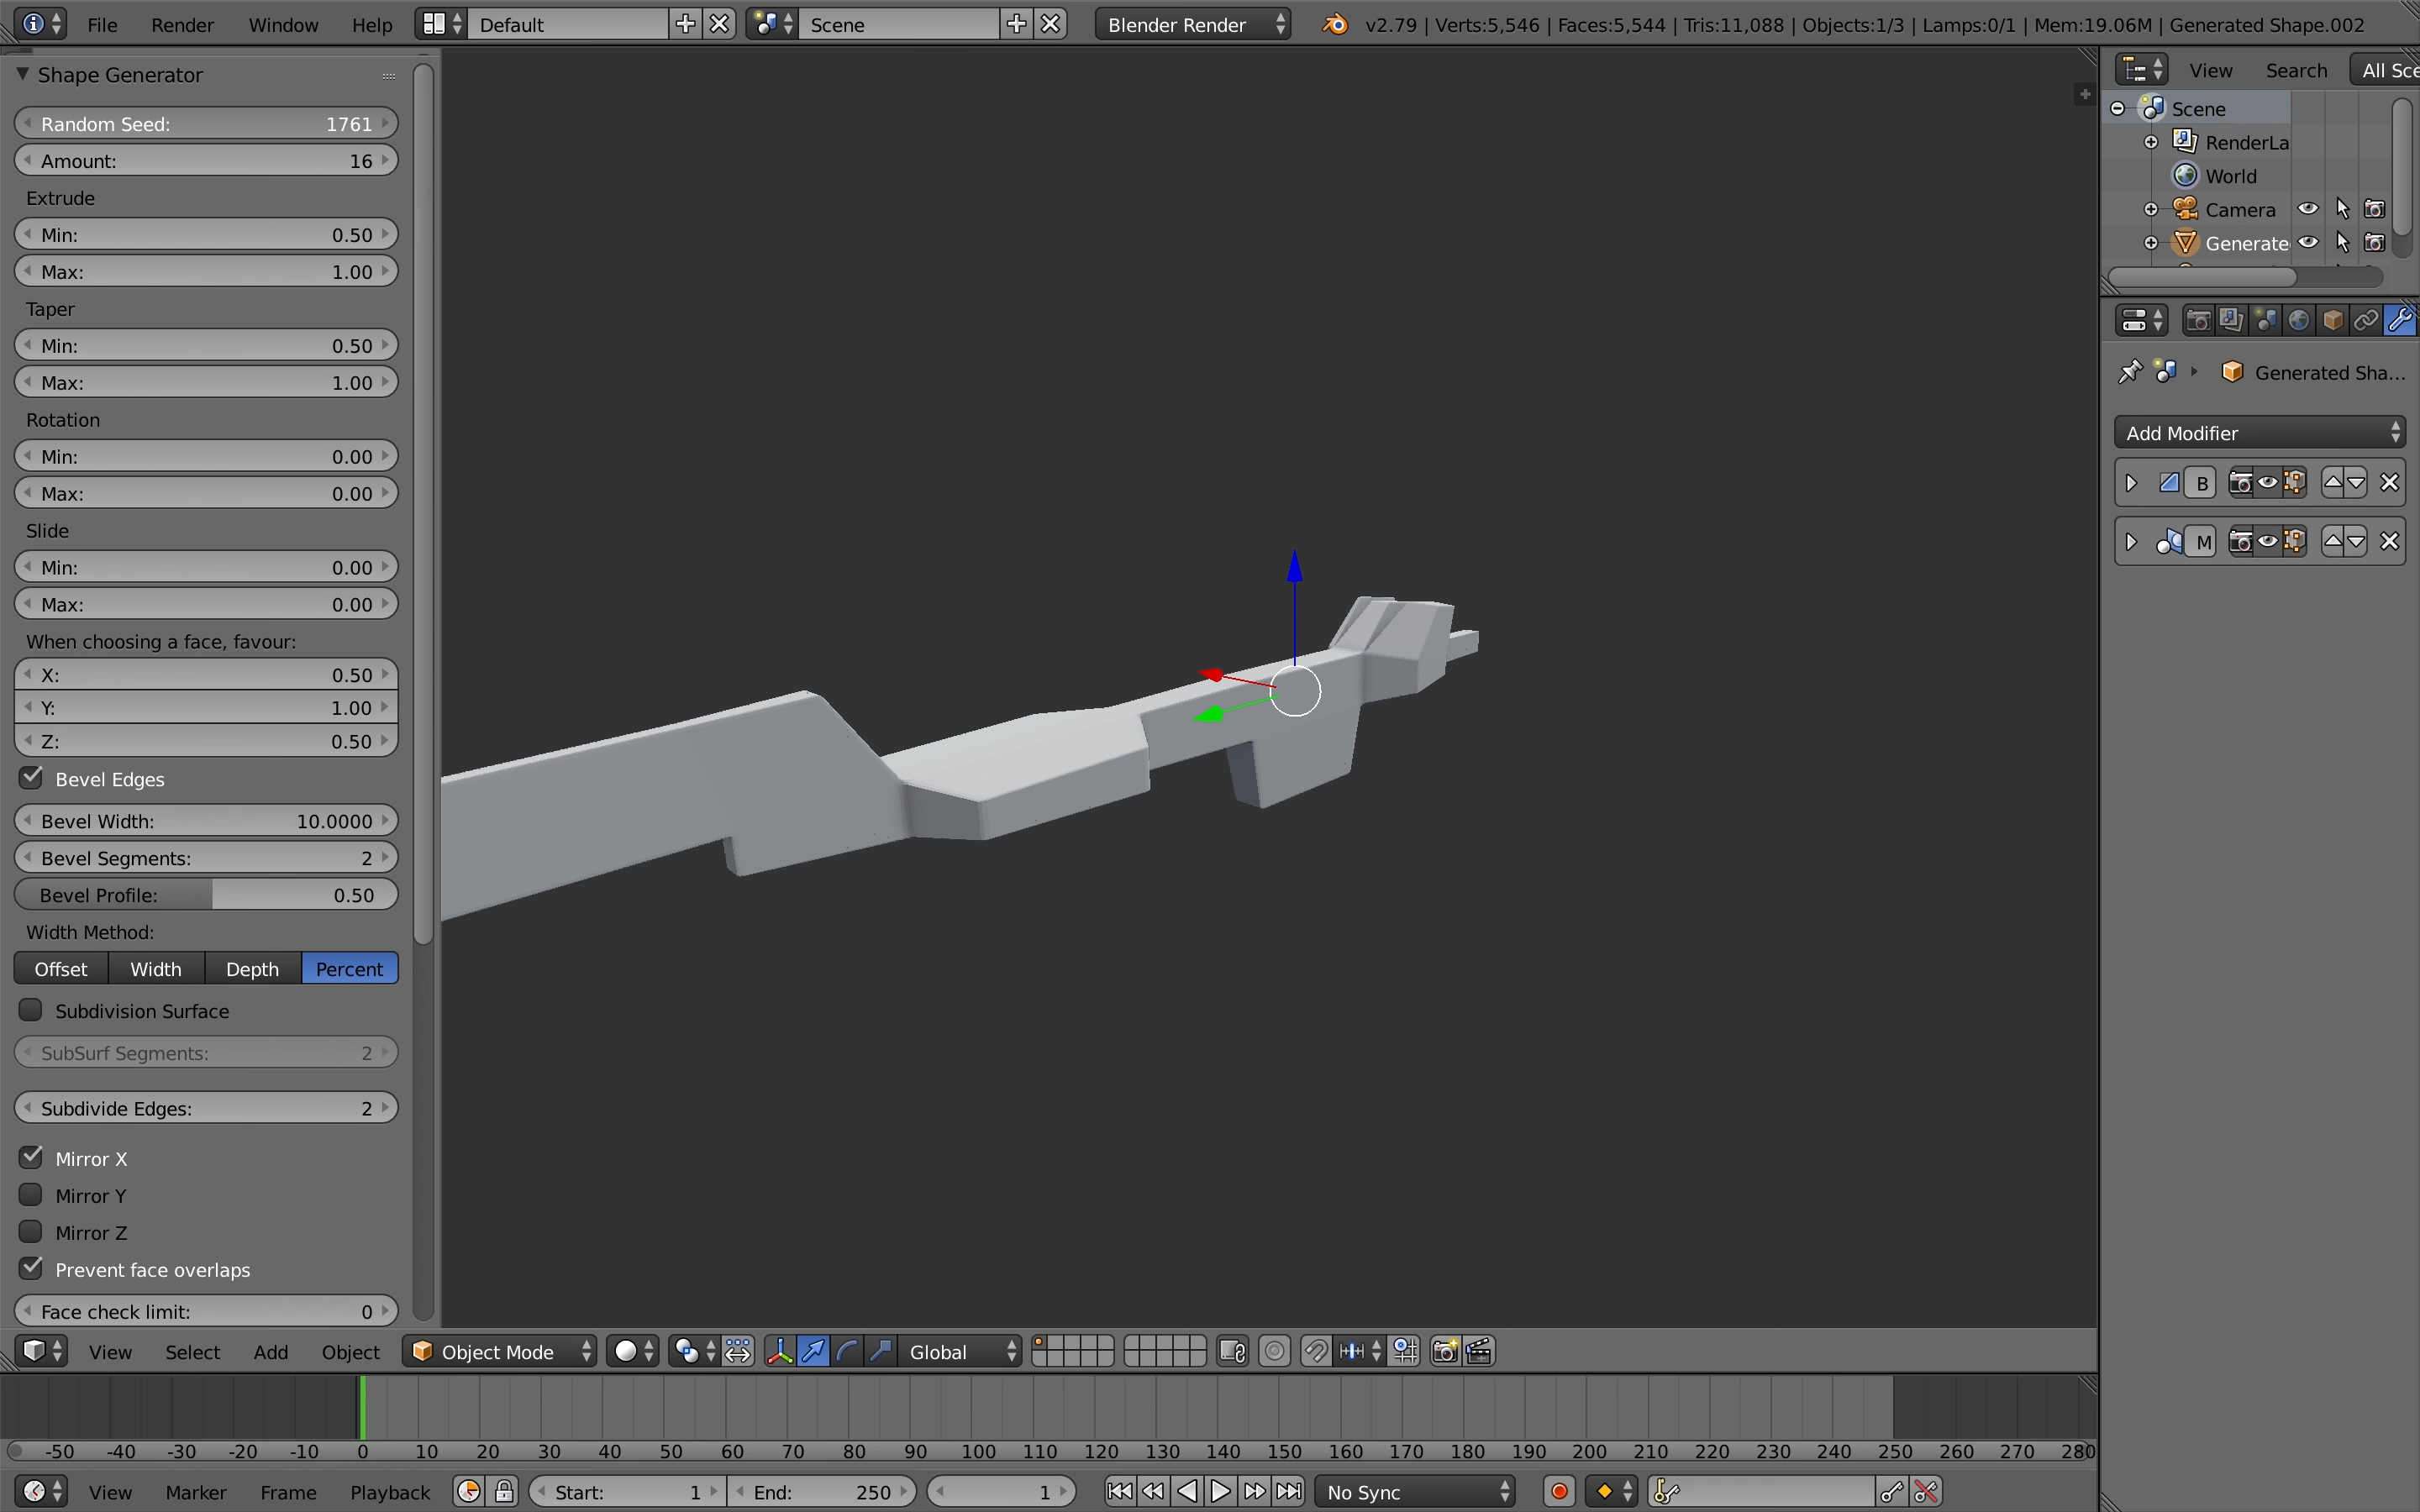 File Render Window Help Default Scene Blender Render v2.79 | Verts:5,546 | Faces:5,544 | Tris:11,088 | Objects:1/3 | Lamps:0/1 | Mem:19.06M | Generated Shape.002
Shape Generator
Random Seed: 1761
Amount: 16
Extrude
Min: 0.50
Max: 1.00
Taper
Min: 0.50
Max: 1.00
Rotation
Min: 0.00
Max: 0.00
Slide
Min: 0.00
Max: 0.00
When choosing a face, favour:
X: 0.50
Y: 1.00
Z: 0.50
Bevel Edges
Bevel Width: 10.0000
Bevel Segments: 2
Bevel Profile: 0.50
Width Method:
Offset Width Depth Percent
Subdivision Surface
SubSurf Segments: 2
Subdivide Edges: 2
Mirror X
Mirror Y
Mirror Z
Prevent face overlaps
Face check limit: 0
View Search All Sce
Scene
RenderLa
World
Camera
Generate
Generated Sha...
Add Modifier
B
M
View Select Add Object Object Mode Global
-50 -40 -30 -20 -10 0 10 20 30 40 50 60 70 80 90 100 110 120 130 140 150 160 170 180 190 200 210 220 230 240 250 260 270 280
View Marker Frame Playback Start: 1 End: 250 1 No Sync